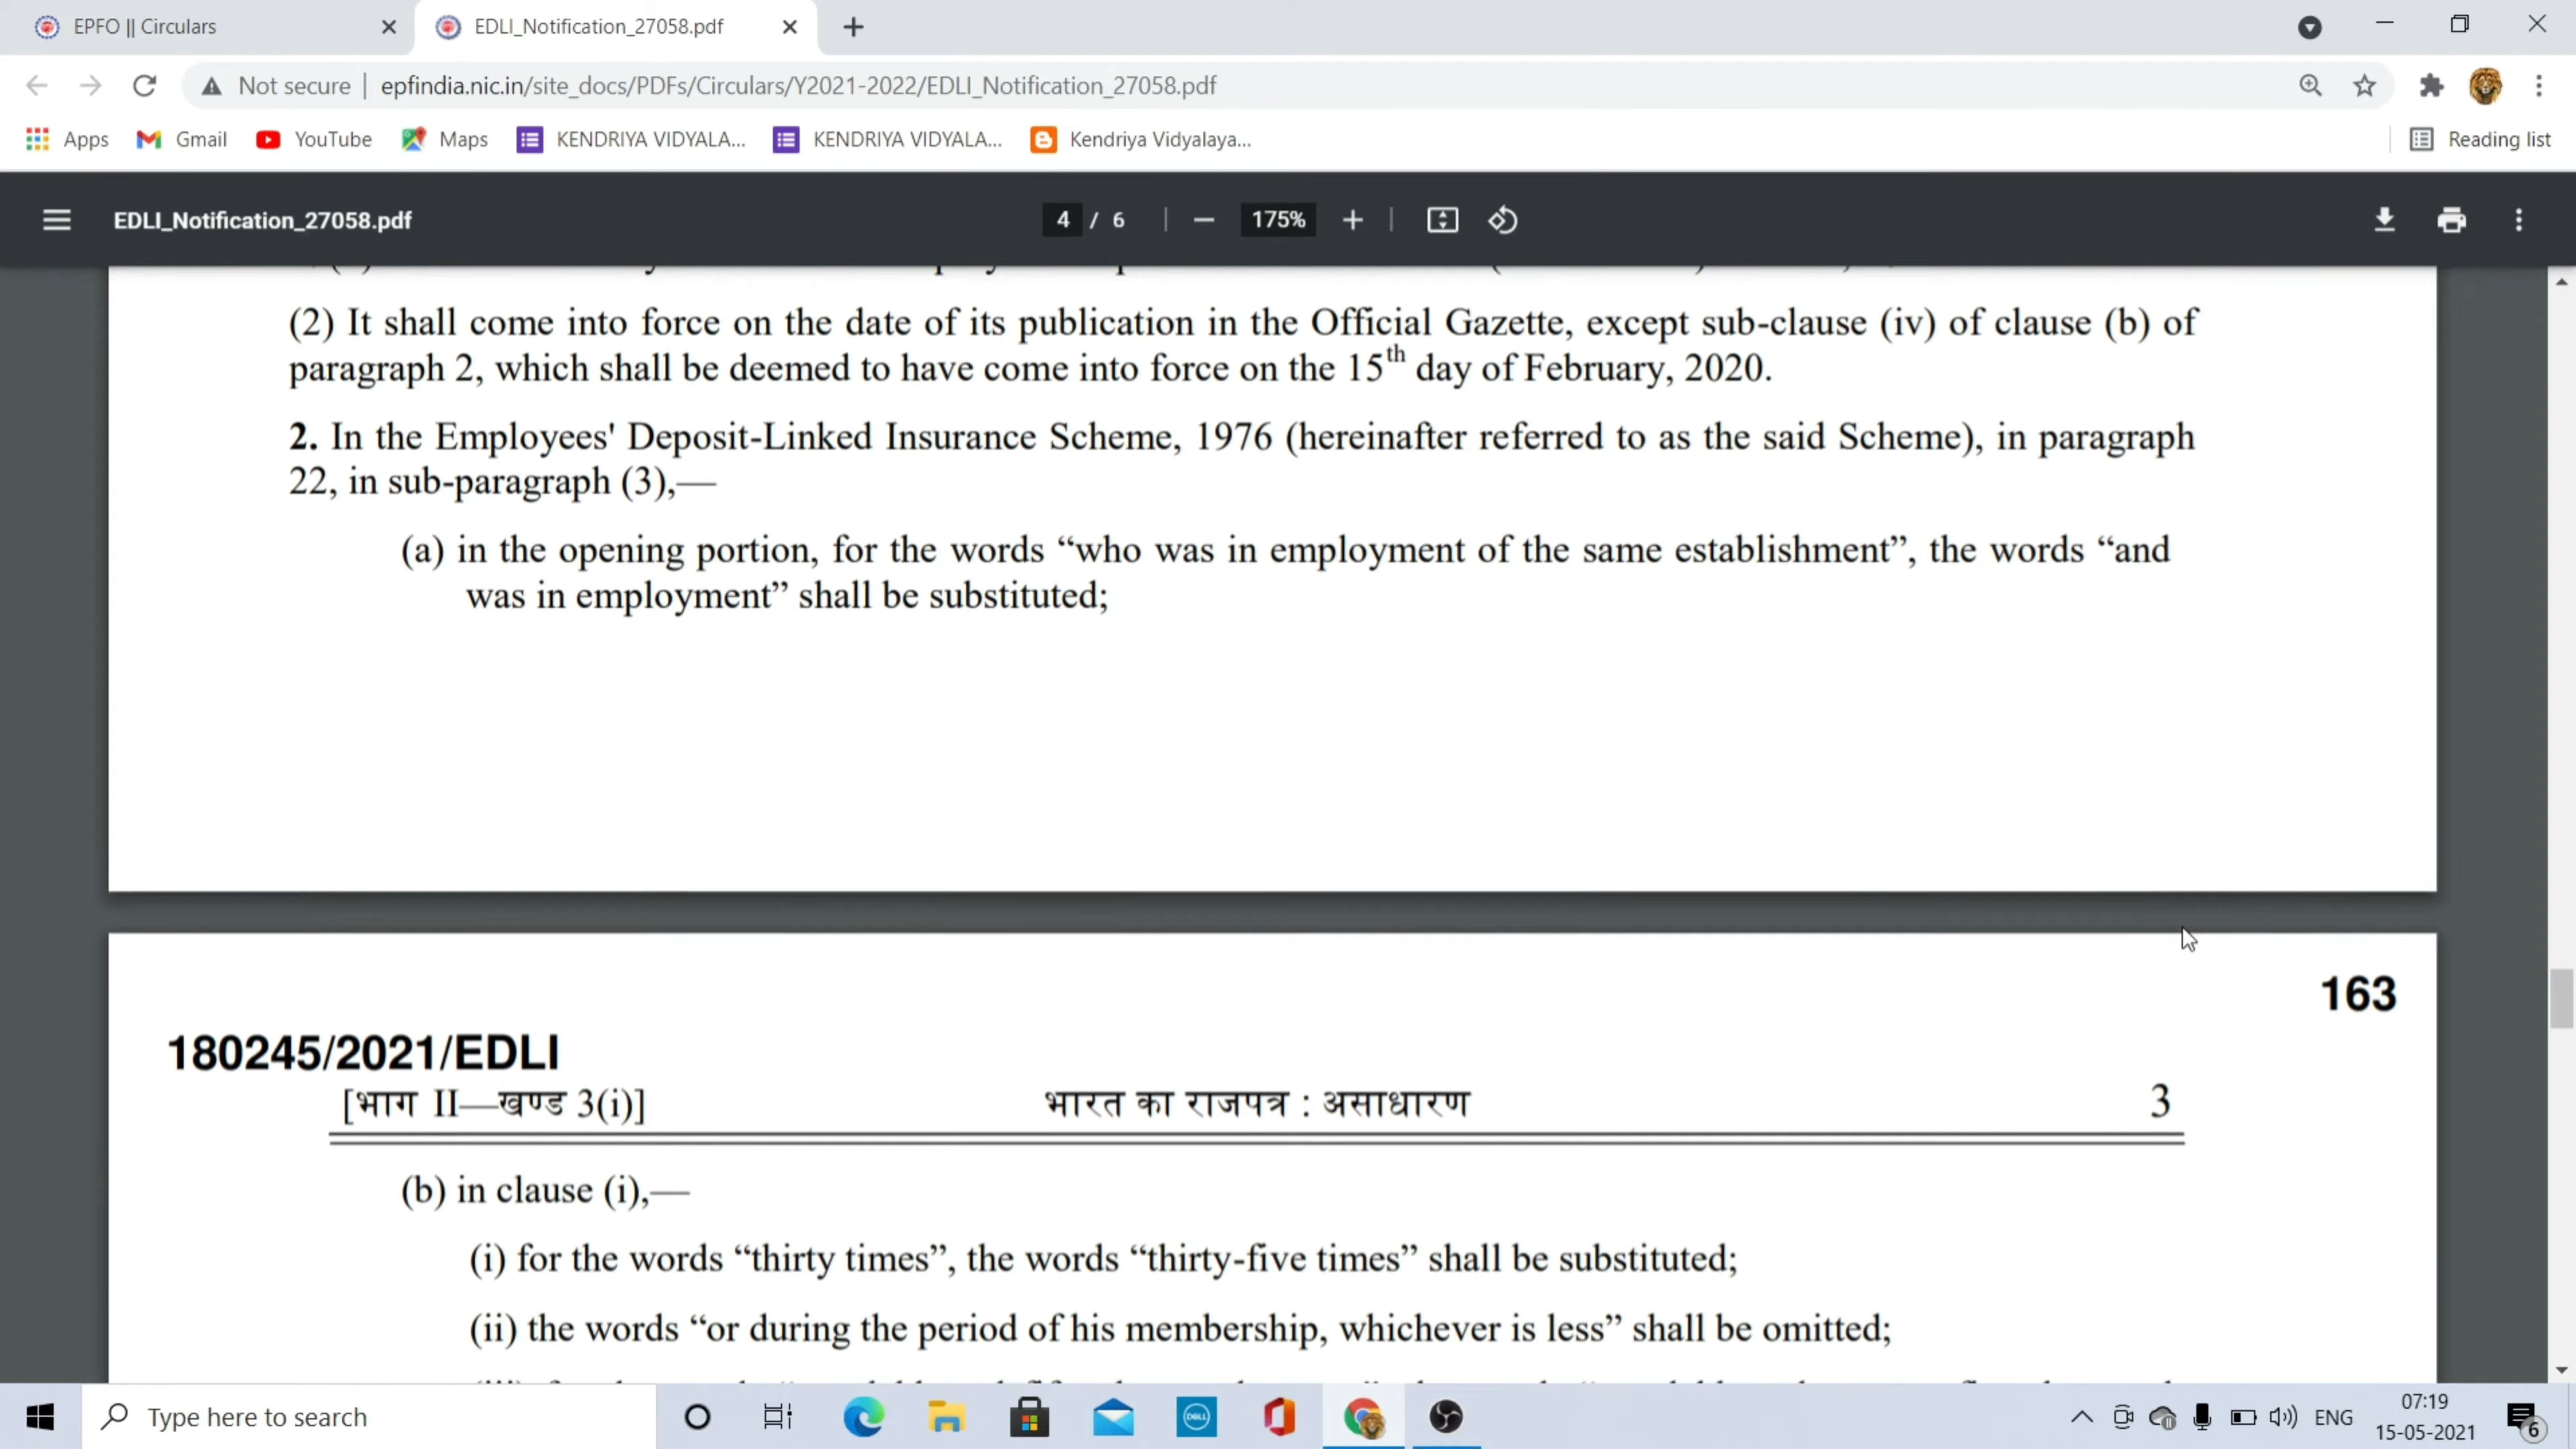 EPFO || Circulars
EDLI_Notification_27058.pdf
Not secure | epfindia.nic.in/site_docs/PDFs/Circulars/Y2021-2022/EDLI_Notification_27058.pdf
Apps Gmail YouTube Maps KENDRIYA VIDYALA... KENDRIYA VIDYALA... Kendriya Vidyalaya... Reading list
EDLI_Notification_27058.pdf 4 / 6 175%
(2) It shall come into force on the date of its publication in the Official Gazette, except sub-clause (iv) of clause (b) of
paragraph 2, which shall be deemed to have come into force on the 15th day of February, 2020.
2. In the Employees' Deposit-Linked Insurance Scheme, 1976 (hereinafter referred to as the said Scheme), in paragraph
22, in sub-paragraph (3),—
(a) in the opening portion, for the words “who was in employment of the same establishment”, the words “and
was in employment” shall be substituted;
163
180245/2021/EDLI
[भाग II—खण्ड 3(i)] भारत का राजपत्र : असाधारण 3
(b) in clause (i),—
(i) for the words “thirty times”, the words “thirty-five times” shall be substituted;
(ii) the words “or during the period of his membership, whichever is less” shall be omitted;
Type here to search
DELL
ENG
07:19
15-05-2021
6